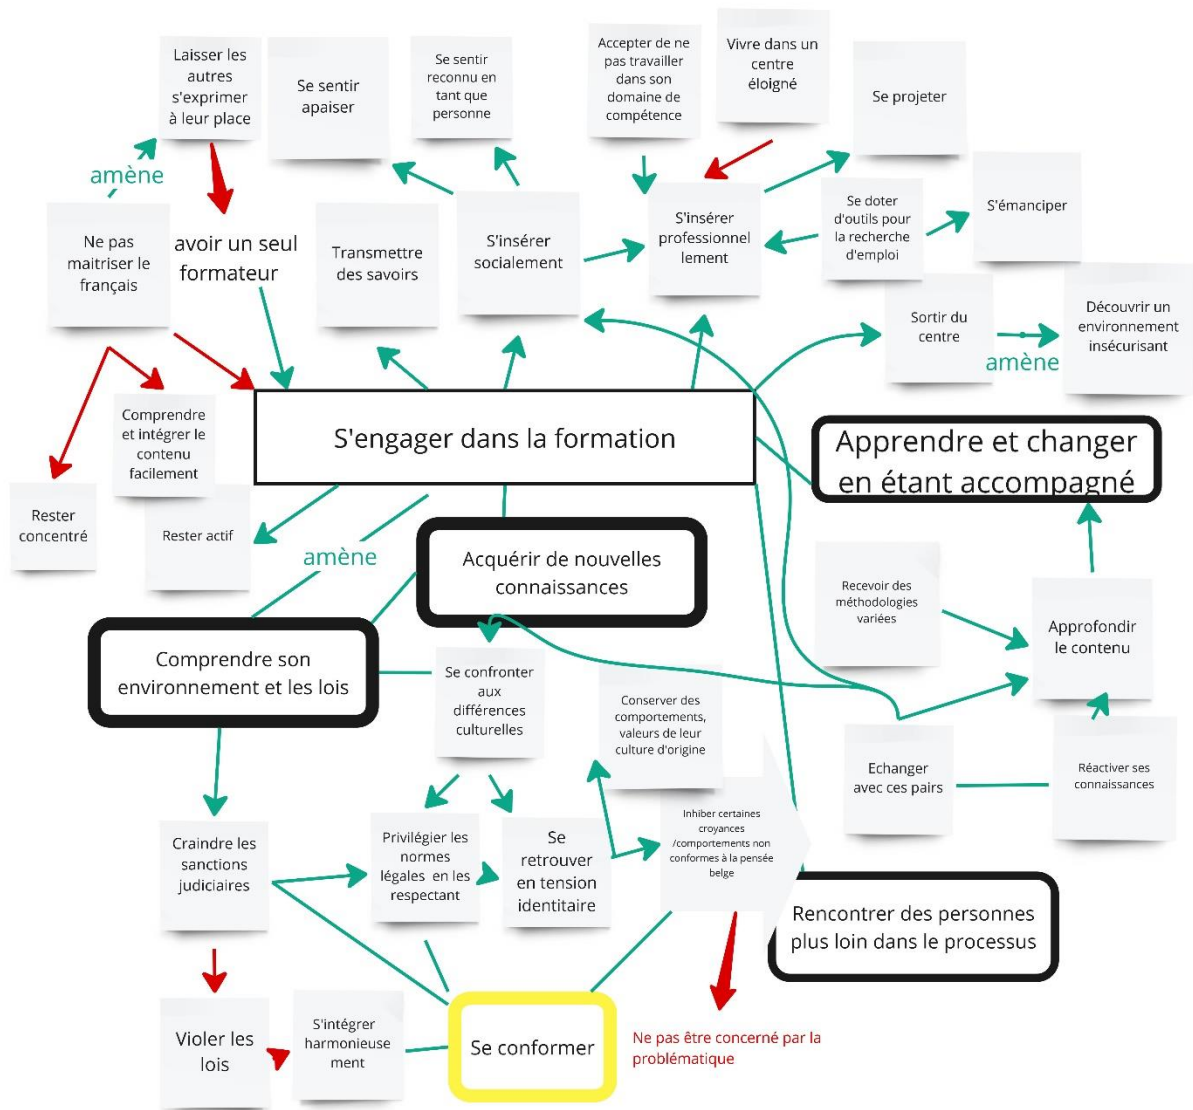 Laisser les
autres
s'exprimer
à leur place
Se sentir
apaiser
Se sentir
reconnu en
tant que
personne
Accepter de ne
pas travailler
dans son
domaine de
compétence
Vivre dans un
centre
éloigné
Se projeter
amène
Ne pas
maitriser le
français
avoir un seul
formateur
Transmettre
des savoirs
S'insérer
socialement
S'insérer
professionnel
lement
Se doter
d'outils pour
la recherche
d'emploi
S'émanciper
Sortir du
centre
amène
Découvrir un
environnement
insécurisant
S'engager dans la formation
Apprendre et changer
en étant accompagné
Comprendre
et intégrer le
contenu
facilement
Rester
concentré
Rester actif
amène
Acquérir de nouvelles
connaissances
Recevoir des
méthodologies
variées
Approfondir
le contenu
Comprendre son
environnement et les lois
Se confronter
aux
différences
culturelles
Conserver des
comportements,
valeurs de leur
culture d'origine
Echanger
avec ces pairs
Réactiver ses
connaissances
Craindre les
sanctions
judiciaires
Privilégier les
normes
légales en les
respectant
Se
retrouver
en tension
identitaire
Inhiber certaines
croyances
/comportements non
conformes à la pensée
belge
Rencontrer des personnes
plus loin dans le processus
Violer les
lois
S'intégrer
harmonieuse
ment
Se conformer
Ne pas être concerné par la
problématique